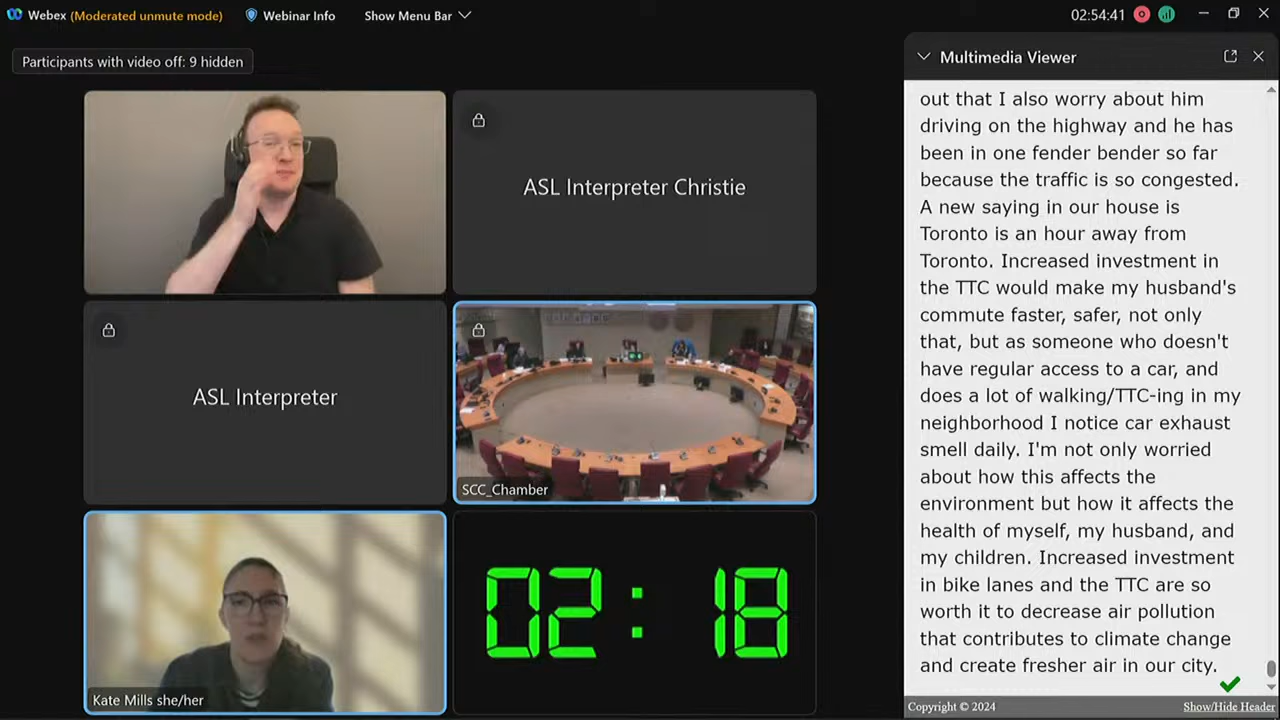 Webex (Moderated unmute mode) Webinar Info Show Menu Bar 02:54:41
Participants with video off: 9 hidden
ASL Interpreter Christie
ASL Interpreter
SCC_Chamber
Kate Mills she/her
02:18
Multimedia Viewer
out that I also worry about him
driving on the highway and he has
been in one fender bender so far
because the traffic is so congested.
A new saying in our house is
Toronto is an hour away from
Toronto. Increased investment in
the TTC would make my husband's
commute faster, safer, not only
that, but as someone who doesn't
have regular access to a car, and
does a lot of walking/TTC-ing in my
neighborhood I notice car exhaust
smell daily. I'm not only worried
about how this affects the
environment but how it affects the
health of myself, my husband, and
my children. Increased investment
in bike lanes and the TTC are so
worth it to decrease air pollution
that contributes to climate change
and create fresher air in our city.
Copyright © 2024 Show/Hide Header